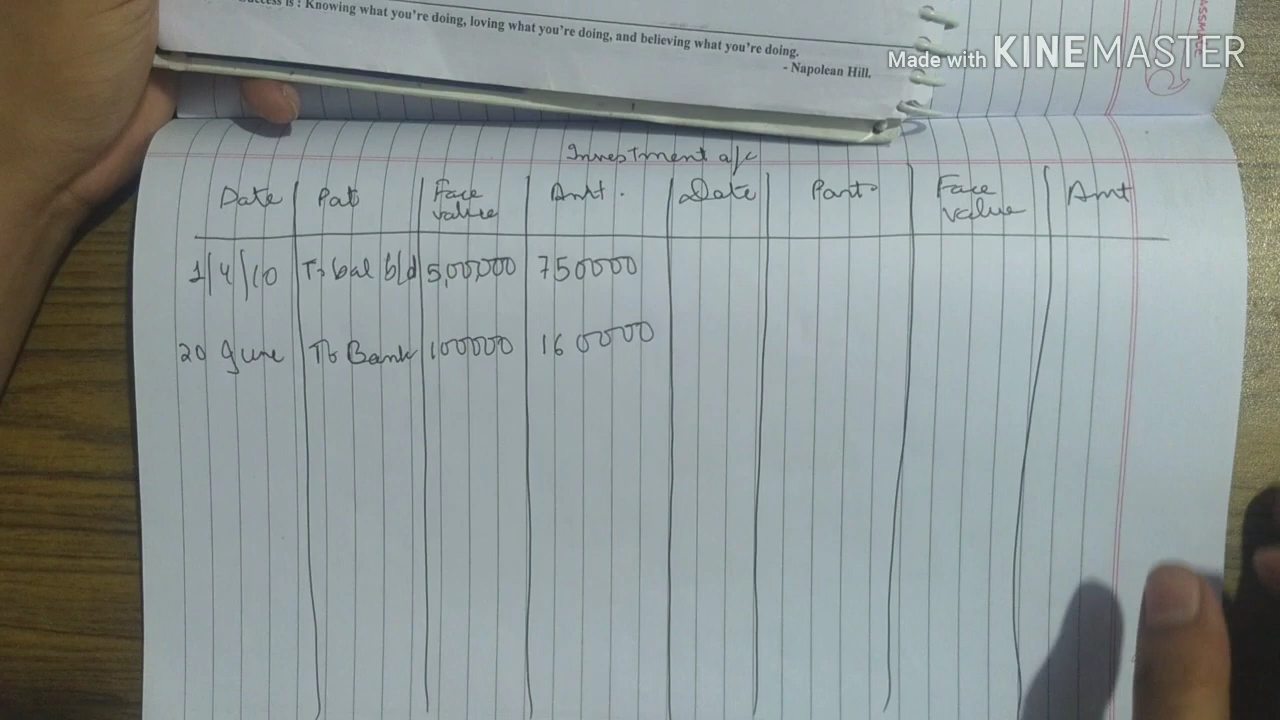 Success is : Knowing what you're doing, loving what you're doing, and believing what you're doing.
- Napolean Hill.
Made with KINEMASTER
Investment a/c
Date Pat Face value Amt. Date Part. Face value Amt
1/4/10 To bal b/d 5,00,000 750000
20 June To Bank 100000 160000